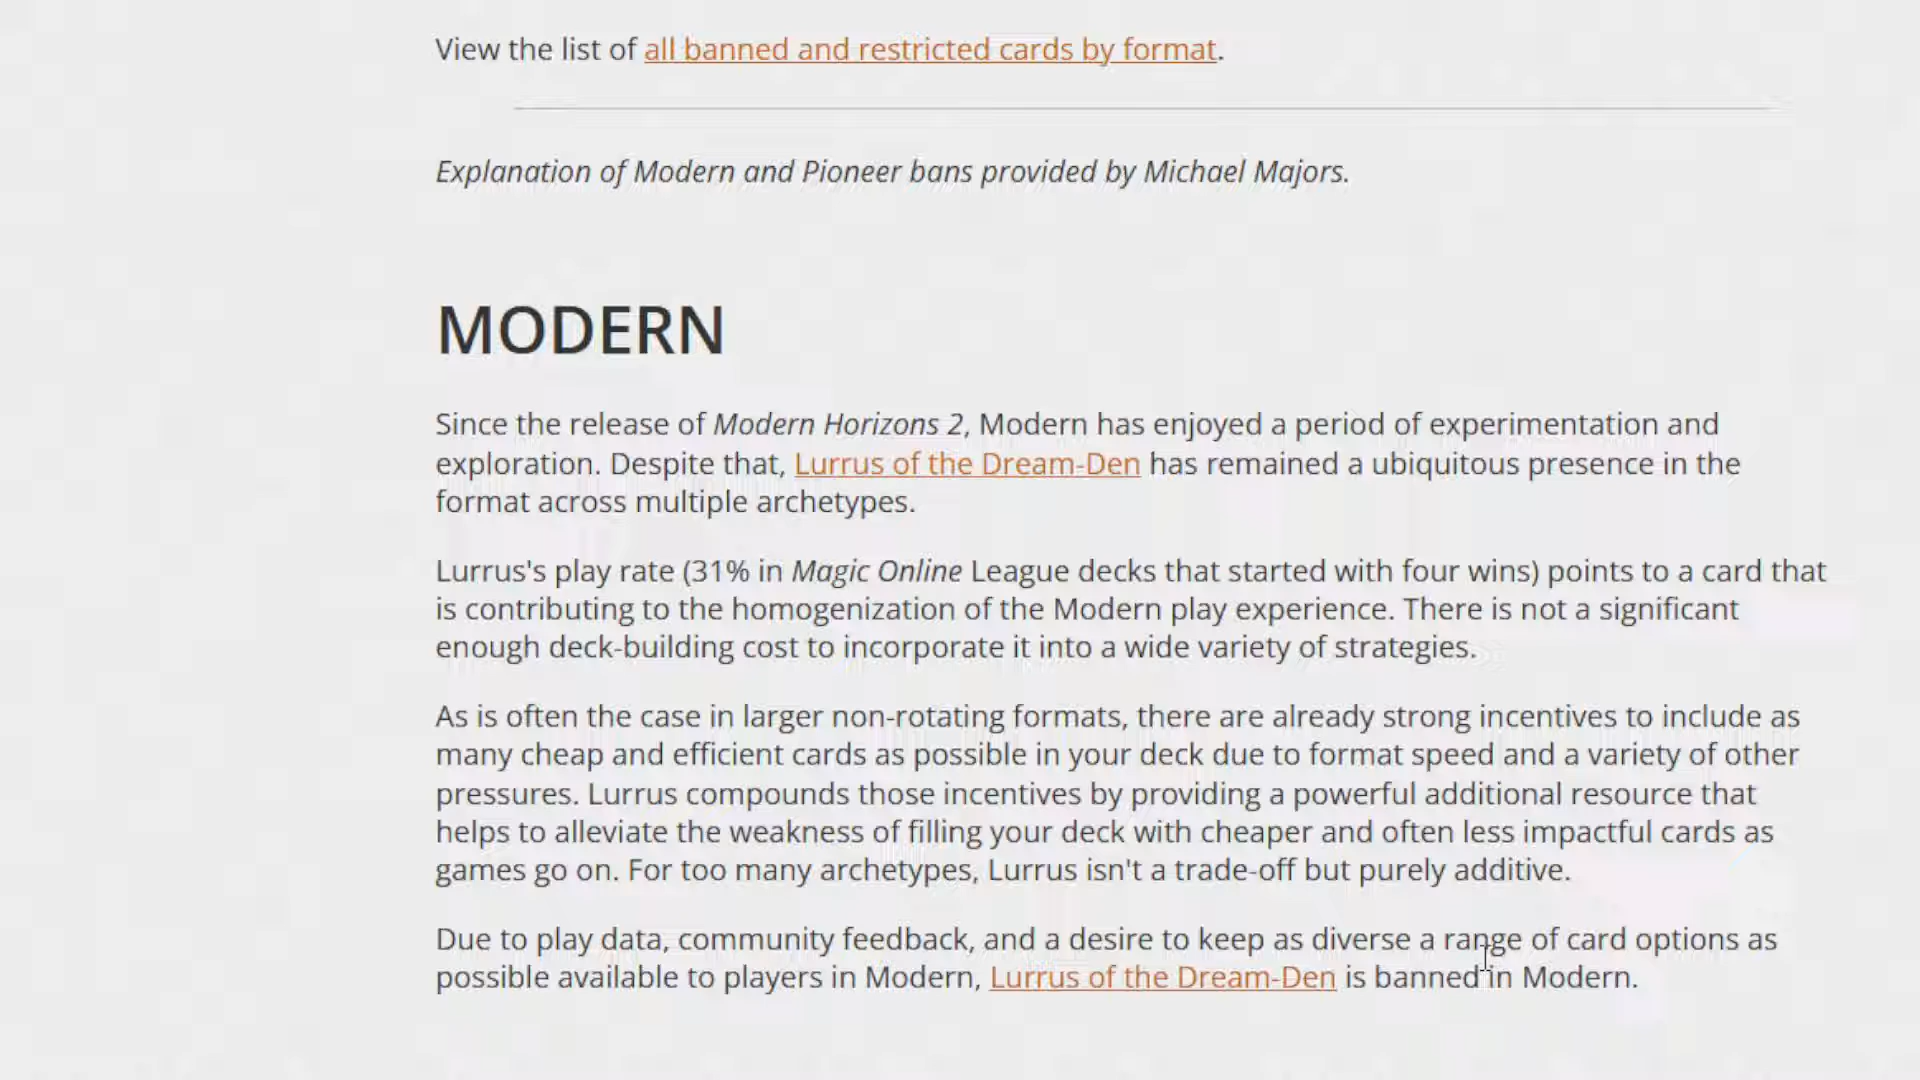 View the list of all banned and restricted cards by format.
Explanation of Modern and Pioneer bans provided by Michael Majors.
MODERN
Since the release of Modern Horizons 2, Modern has enjoyed a period of experimentation and
exploration. Despite that, Lurrus of the Dream-Den has remained a ubiquitous presence in the
format across multiple archetypes.
Lurrus's play rate (31% in Magic Online League decks that started with four wins) points to a card that
is contributing to the homogenization of the Modern play experience. There is not a significant
enough deck-building cost to incorporate it into a wide variety of strategies.
As is often the case in larger non-rotating formats, there are already strong incentives to include as
many cheap and efficient cards as possible in your deck due to format speed and a variety of other
pressures. Lurrus compounds those incentives by providing a powerful additional resource that
helps to alleviate the weakness of filling your deck with cheaper and often less impactful cards as
games go on. For too many archetypes, Lurrus isn't a trade-off but purely additive.
Due to play data, community feedback, and a desire to keep as diverse a range of card options as
possible available to players in Modern, Lurrus of the Dream-Den is banned in Modern.